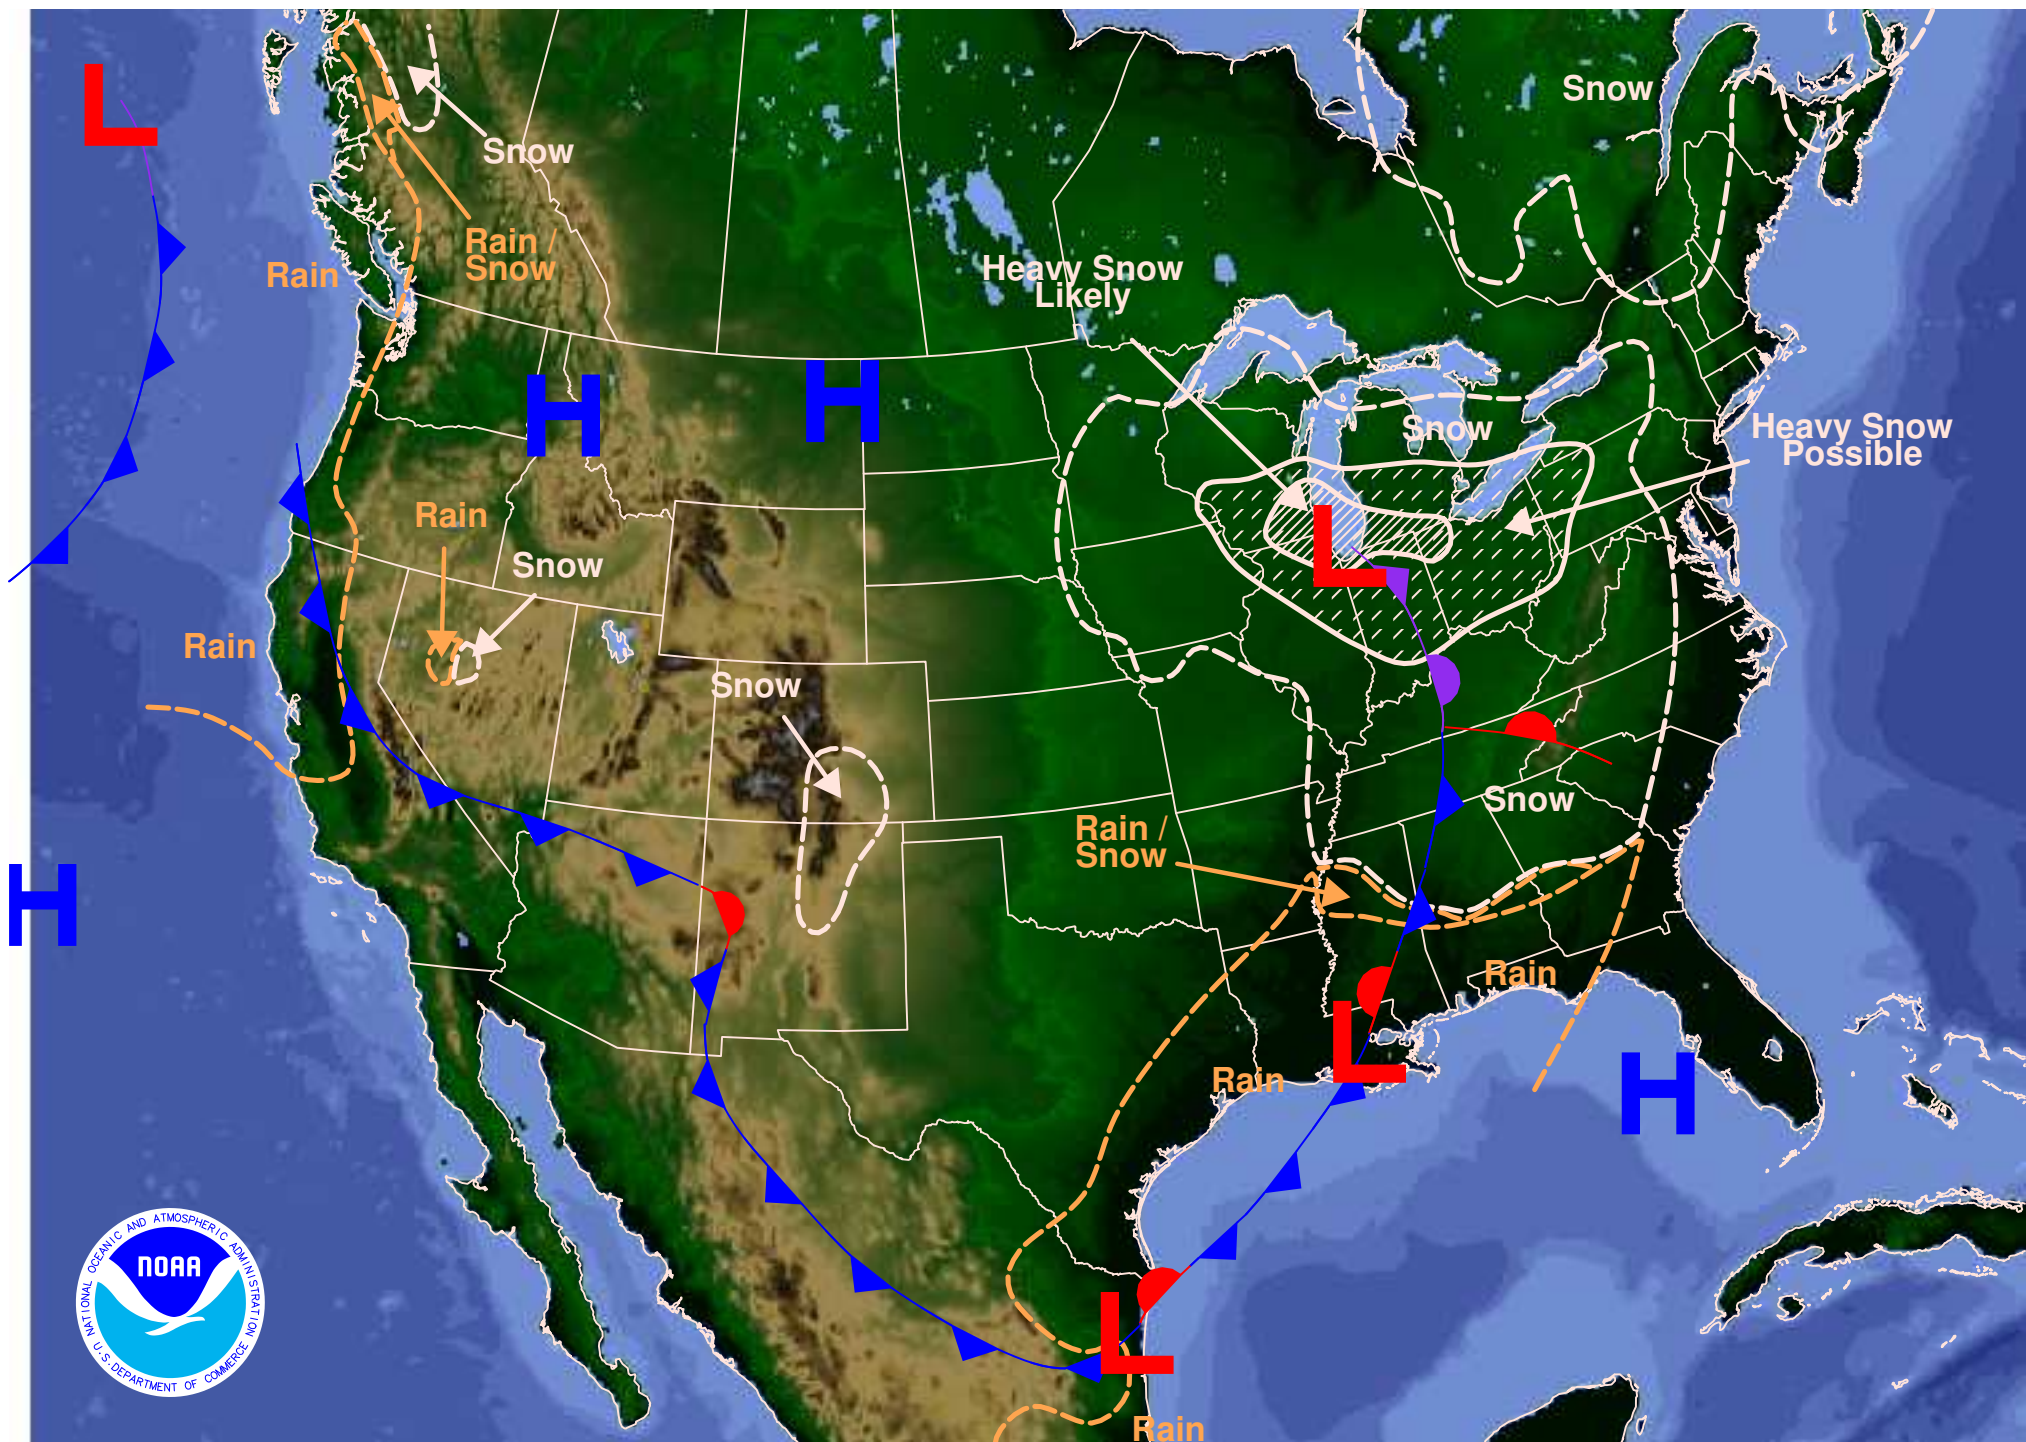 L
Snow
Snow
Rain /
Snow
Rain
Heavy Snow
Likely
H
H
Snow
Heavy Snow
Possible
Rain
Snow
L
Rain
Snow
Snow
Rain /
Snow
H
Rain
L
Rain
H
L
Rain
NATIONAL OCEANIC AND ATMOSPHERIC ADMINISTRATION
NOAA
U.S. DEPARTMENT OF COMMERCE